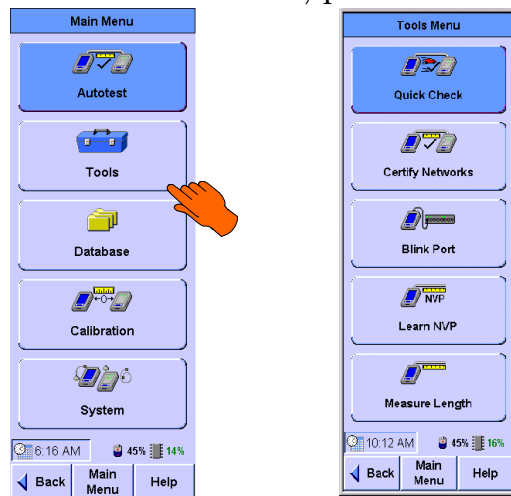 Main Menu
Autotest
Tools
Database
Calibration
System
6:16 AM 45% 14%
Back Main Menu Help
Tools Menu
Quick Check
Certify Networks
Blink Port
NVP
Learn NVP
Measure Length
10:12 AM 45% 16%
Back Main Menu Help